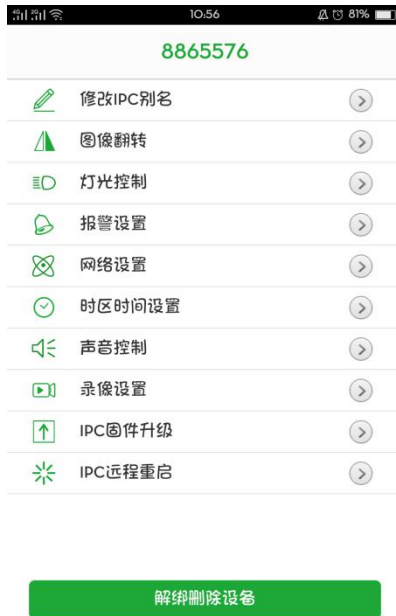 4G 2G 10:56 81%
8865576
修改IPC别名
图像翻转
灯光控制
报警设置
网络设置
时区时间设置
声音控制
录像设置
IPC固件升级
IPC远程重启
解绑删除设备